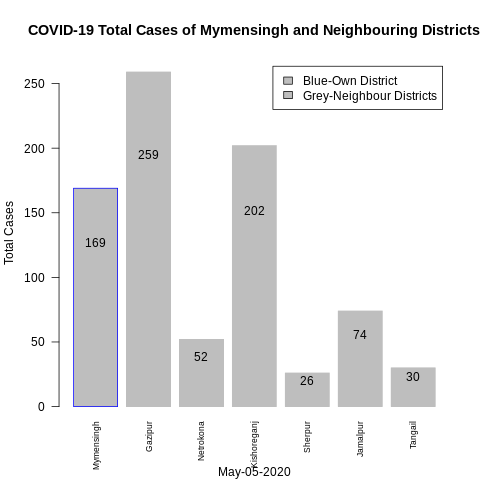 COVID-19 Total Cases of Mymensingh and Neighbouring Districts
Blue-Own District
Grey-Neighbour Districts
Total Cases
250
200
150
100
50
0
169
259
52
202
26
74
30
Mymensingh
Gazipur
Netrokona
Kishoreganj
Sherpur
Jamalpur
Tangail
May-05-2020